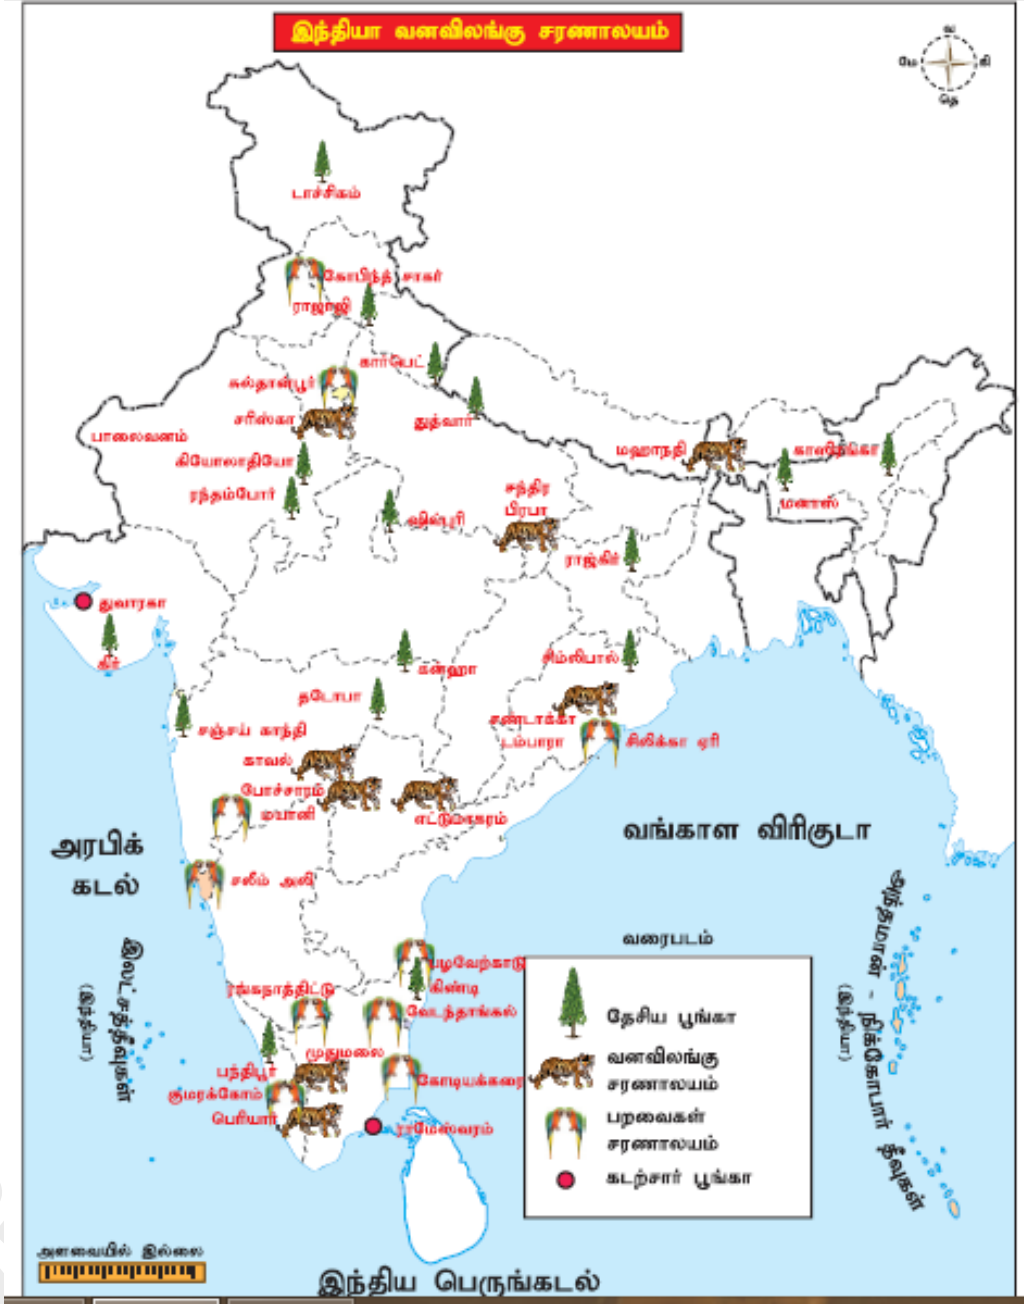 இந்தியா வனவிலங்கு சரணாலயம்
வ
மே
கி
தெ
டாச்சிகம்
கோபிந்த் சாகர்
ராஜாஜி
கார்பெட்
சுல்தான்பூர்
துத்வார்
சரிஸ்கா
பாலைவனம்
கியோலாதியோ
ரந்தம்போர்
மஹாநதி
காஸிரங்கா
மனாஸ்
சந்திர
பிரபா
ஷில்புரி
ராஜ்கிர்
துவாரகா
கிர்
கன்ஹா
சிம்லிபால்
தடோபா
சஞ்சய் காந்தி
சண்டாக்கா
டம்பாரா
சிலிக்கா ஏரி
காவல்
போச்சாரம்
மயானி
எட்டுமாகரம்
அரபிக்
கடல்
வங்காள விரிகுடா
சலீம் அலி
இலட்சத்தீவுகள்
(இந்தியா)
அந்தமான் - நிக்கோபார் தீவுகள்
(இந்தியா)
பழவேற்காடு
கிண்டி
ரங்கநாத்திட்டு
வேடந்தாங்கல்
முதுமலை
பந்திபூர்
கோடியக்கரை
குமரக்கோம்
பெரியார்
ராமேஸ்வரம்
வரைபடம்
தேசிய பூங்கா
வனவிலங்கு
சரணாலயம்
பறவைகள்
சரணாலயம்
கடற்சார் பூங்கா
அளவையில் இல்லை
இந்திய பெருங்கடல்